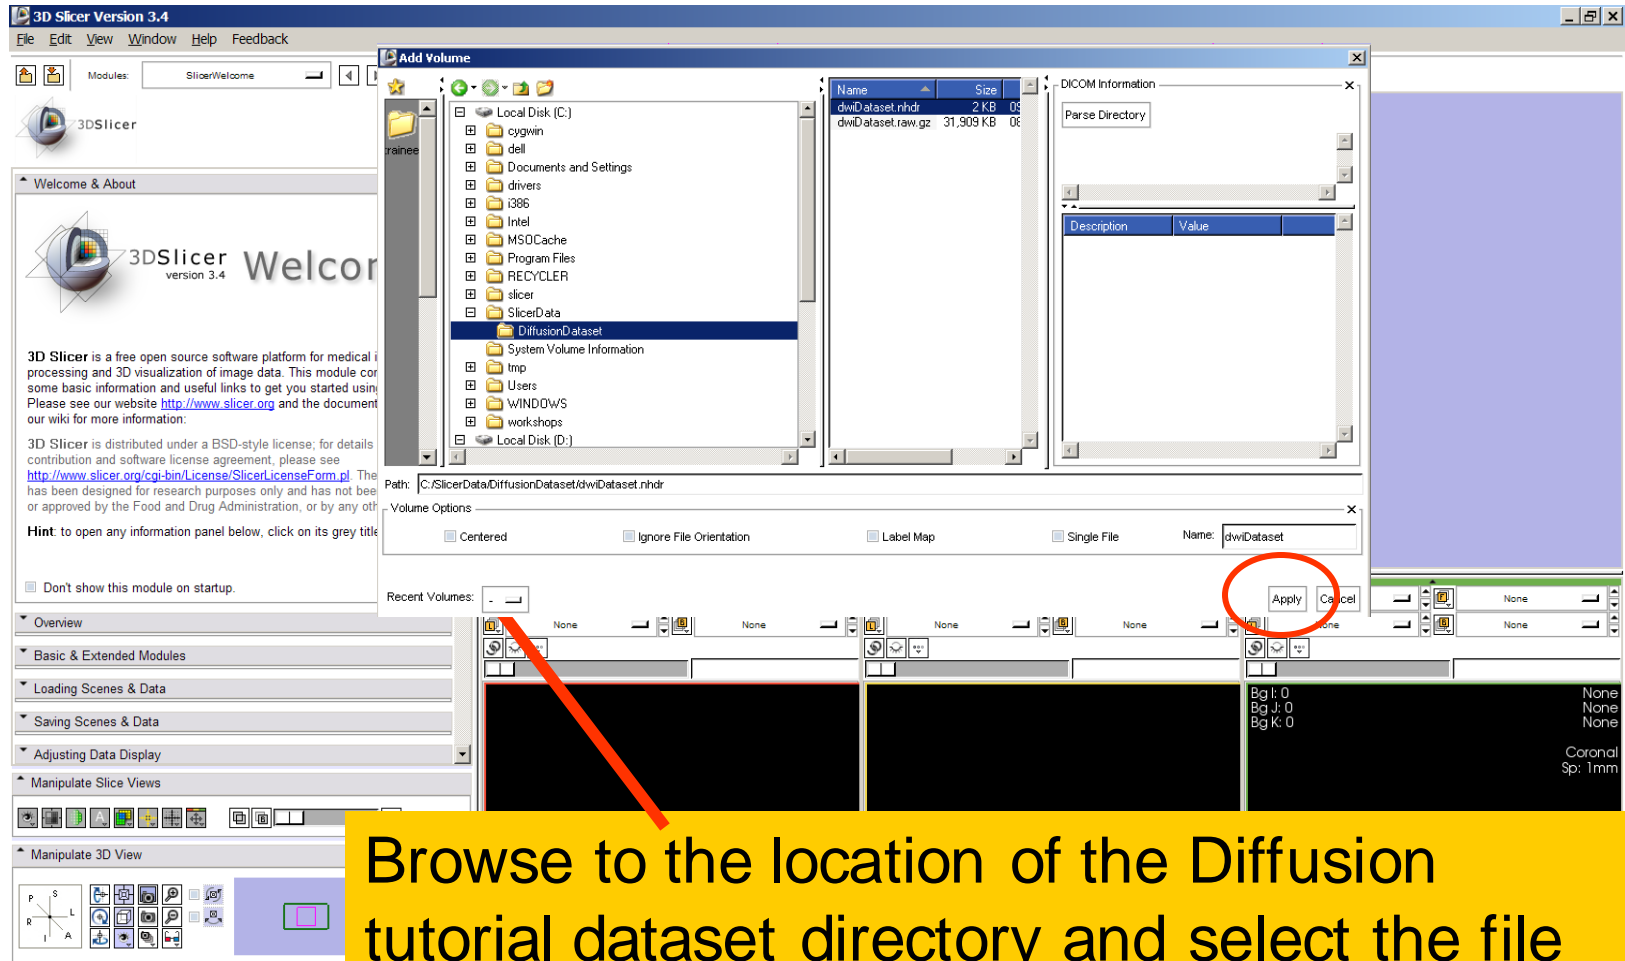 3D Slicer Version 3.4
File Edit View Window Help Feedback
Modules: SlicerWelcome
3DSlicer
Welcome & About
3DSlicer
version 3.4
Welcor
3D Slicer is a free open source software platform for medical i
processing and 3D visualization of image data. This module cor
some basic information and useful links to get you started usin
Please see our website http://www.slicer.org and the document
our wiki for more information:
3D Slicer is distributed under a BSD-style license; for details
contribution and software license agreement, please see
http://www.slicer.org/cgi-bin/License/SlicerLicenseForm.pl. The
has been designed for research purposes only and has not bee
or approved by the Food and Drug Administration, or by any oth
Hint: to open any information panel below, click on its grey title
Don't show this module on startup.
Overview
Basic & Extended Modules
Loading Scenes & Data
Saving Scenes & Data
Adjusting Data Display
Manipulate Slice Views
Manipulate 3D View
P S
R L
I A
Add Volume
trainee
Local Disk (C:)
cygwin
dell
Documents and Settings
drivers
i386
Intel
MSOCache
Program Files
RECYCLER
slicer
SlicerData
DiffusionDataset
System Volume Information
tmp
Users
WINDOWS
workshops
Local Disk (D:)
Name Size
dwiDataset.nhdr 2 KB 09
dwiDataset.raw.gz 31,909 KB 08
DICOM Information
Parse Directory
Description Value
Path: C:/SlicerData/DiffusionDataset/dwiDataset.nhdr
Volume Options
Centered Ignore File Orientation Label Map Single File Name: dwiDataset
Recent Volumes: - Apply Cancel
None None
None None None None None None
Bg I: 0 None
Bg J: 0 None
Bg K: 0 None
Coronal
Sp: 1mm
Browse to the location of the Diffusion
tutorial dataset directory and select the file